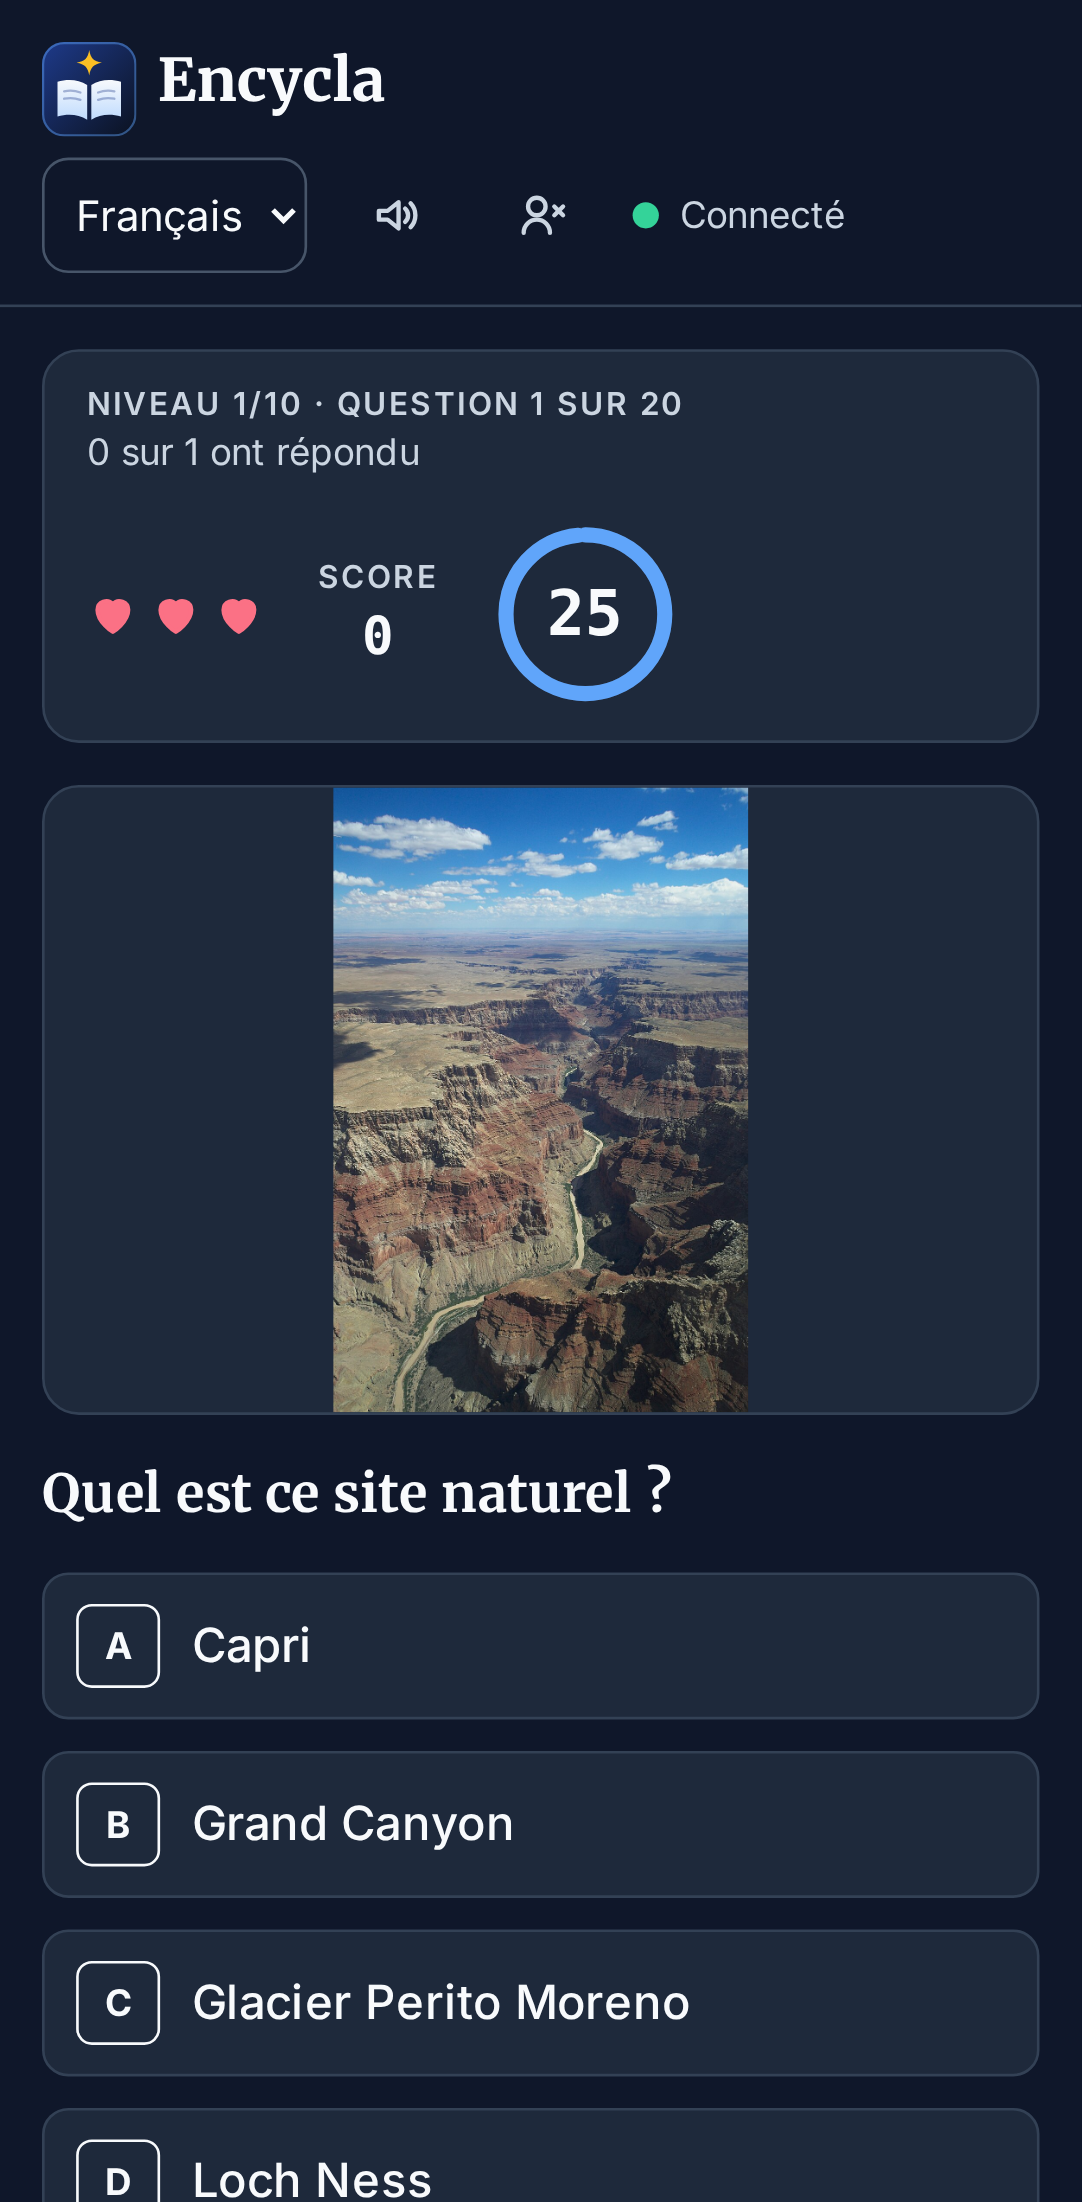 Encycla
Français
Connecté
NIVEAU 1/10 · QUESTION 1 SUR 20
0 sur 1 ont répondu
SCORE
0
25
Quel est ce site naturel ?
A Capri
B Grand Canyon
C Glacier Perito Moreno
D Loch Ness